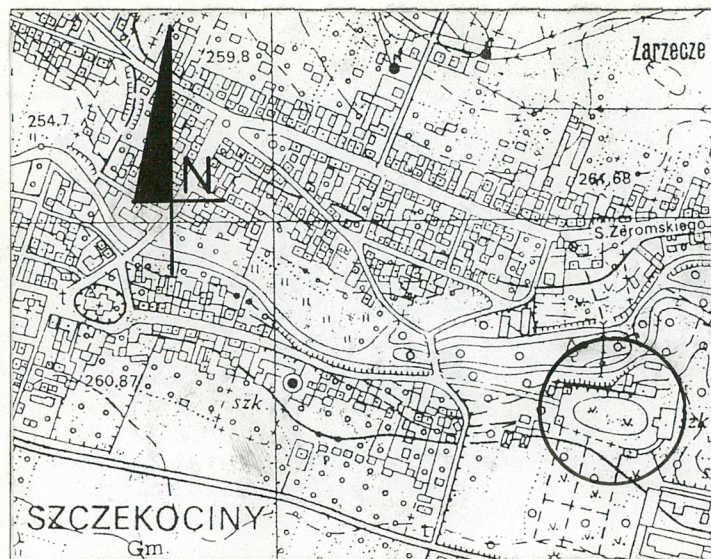 259,8
Zarzecze
254,7
N
264,68
S. Żeromskiego
t
260,87
szk
szk
t
SZCZEKOCINY
Gm.